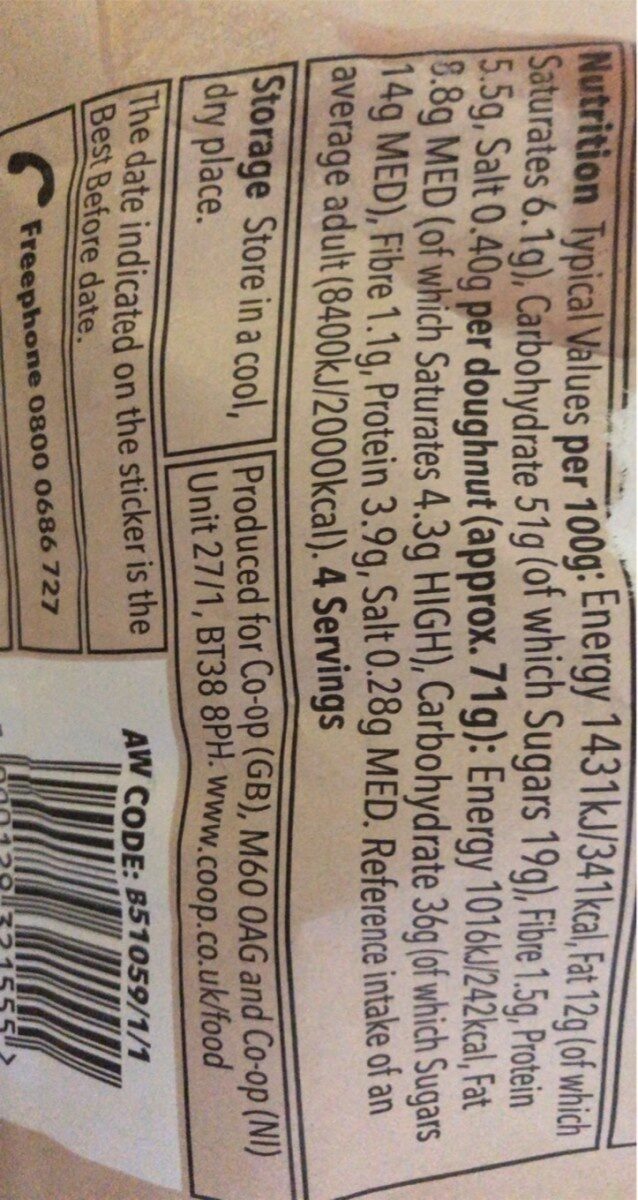 Nutrition Typical Values per 100g: Energy 1431kJ/341kcal, Fat 12g (of which
Saturates 6.1g), Carbohydrate 51g (of which Sugars 19g), Fibre 1.5g, Protein
5.5g, Salt 0.40g per doughnut (approx. 71g): Energy 1016kJ/242kcal, Fat
8.8g MED (of which Saturates 4.3g HIGH), Carbohydrate 36g (of which Sugars
14g MED), Fibre 1.1g, Protein 3.9g, Salt 0.28g MED. Reference intake of an
average adult (8400kJ/2000kcal). 4 Servings
Storage Store in a cool,
dry place.
Produced for Co-op (GB), M60 0AG and Co-op (NI)
Unit 27/1, BT38 8PH. www.coop.co.uk/food
The date indicated on the sticker is the
Best Before date.
Freephone 0800 0686 727
AW CODE: B51059/1/1